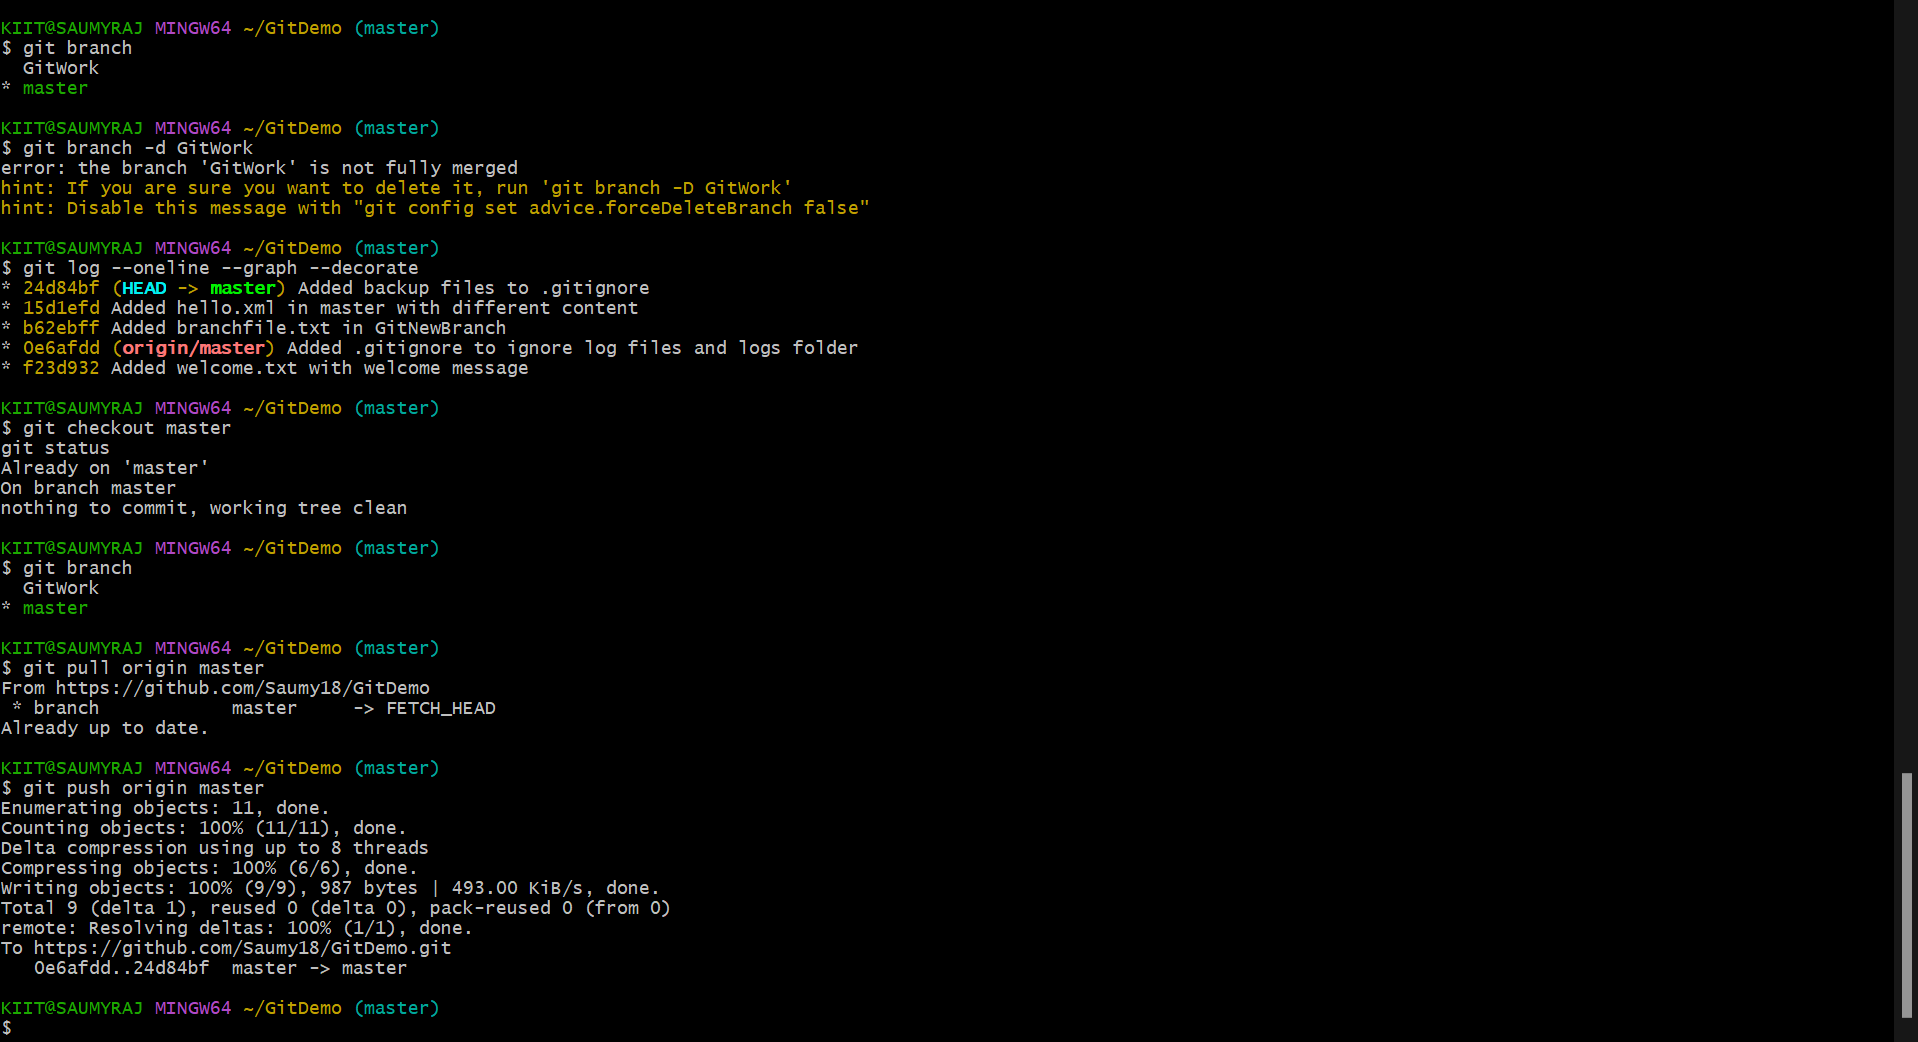 KIIT@SAUMYRAJ MINGW64 ~/GitDemo (master)
$ git branch
  GitWork
* master

KIIT@SAUMYRAJ MINGW64 ~/GitDemo (master)
$ git branch -d GitWork
error: the branch 'GitWork' is not fully merged
hint: If you are sure you want to delete it, run 'git branch -D GitWork'
hint: Disable this message with "git config set advice.forceDeleteBranch false"

KIIT@SAUMYRAJ MINGW64 ~/GitDemo (master)
$ git log --oneline --graph --decorate
* 24d84bf (HEAD -> master) Added backup files to .gitignore
* 15d1efd Added hello.xml in master with different content
* b62ebff Added branchfile.txt in GitNewBranch
* 0e6afdd (origin/master) Added .gitignore to ignore log files and logs folder
* f23d932 Added welcome.txt with welcome message

KIIT@SAUMYRAJ MINGW64 ~/GitDemo (master)
$ git checkout master
git status
Already on 'master'
On branch master
nothing to commit, working tree clean

KIIT@SAUMYRAJ MINGW64 ~/GitDemo (master)
$ git branch
  GitWork
* master

KIIT@SAUMYRAJ MINGW64 ~/GitDemo (master)
$ git pull origin master
From https://github.com/Saumy18/GitDemo
 * branch            master     -> FETCH_HEAD
Already up to date.

KIIT@SAUMYRAJ MINGW64 ~/GitDemo (master)
$ git push origin master
Enumerating objects: 11, done.
Counting objects: 100% (11/11), done.
Delta compression using up to 8 threads
Compressing objects: 100% (6/6), done.
Writing objects: 100% (9/9), 987 bytes | 493.00 KiB/s, done.
Total 9 (delta 1), reused 0 (delta 0), pack-reused 0 (from 0)
remote: Resolving deltas: 100% (1/1), done.
To https://github.com/Saumy18/GitDemo.git
   0e6afdd..24d84bf  master -> master

KIIT@SAUMYRAJ MINGW64 ~/GitDemo (master)
$